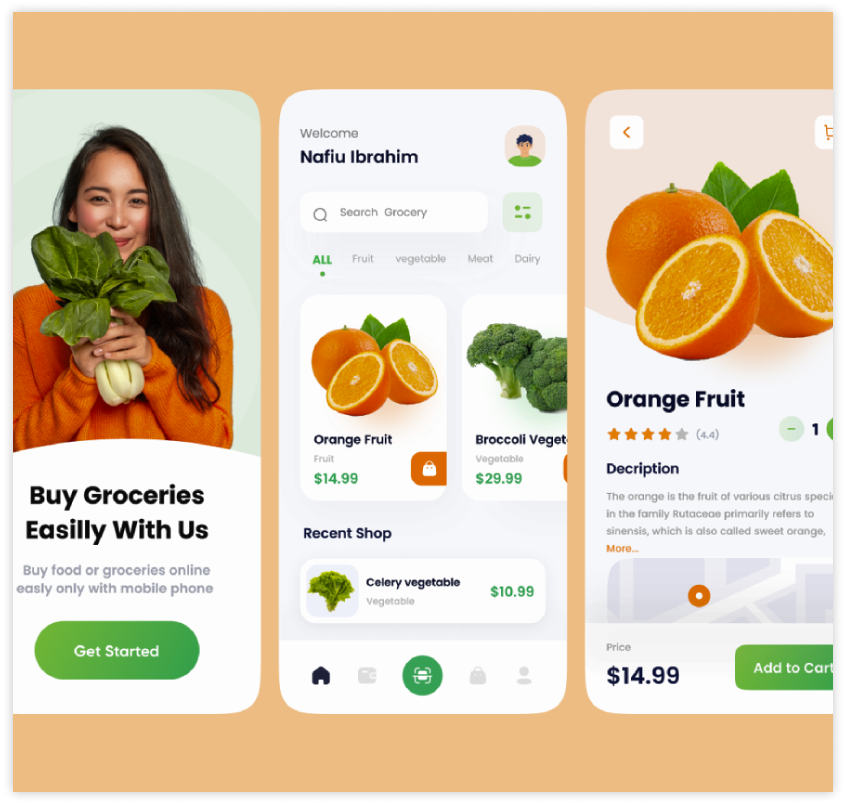 Buy Groceries
Easilly With Us
Buy food or groceries online
easly only with mobile phone
Get Started
Welcome
Nafiu Ibrahim
Search Grocery
ALL Fruit vegetable Meat Dairy
Orange Fruit
Fruit
$14.99
Broccoli Veget
Vegetable
$29.99
Recent Shop
Celery vegetable
Vegetable
$10.99
Orange Fruit
(4.4)
1
Decription
The orange is the fruit of various citrus speci
in the family Rutaceae primarily refers to
sinensis, which is also called sweet orange,
More...
Price
$14.99
Add to Cart